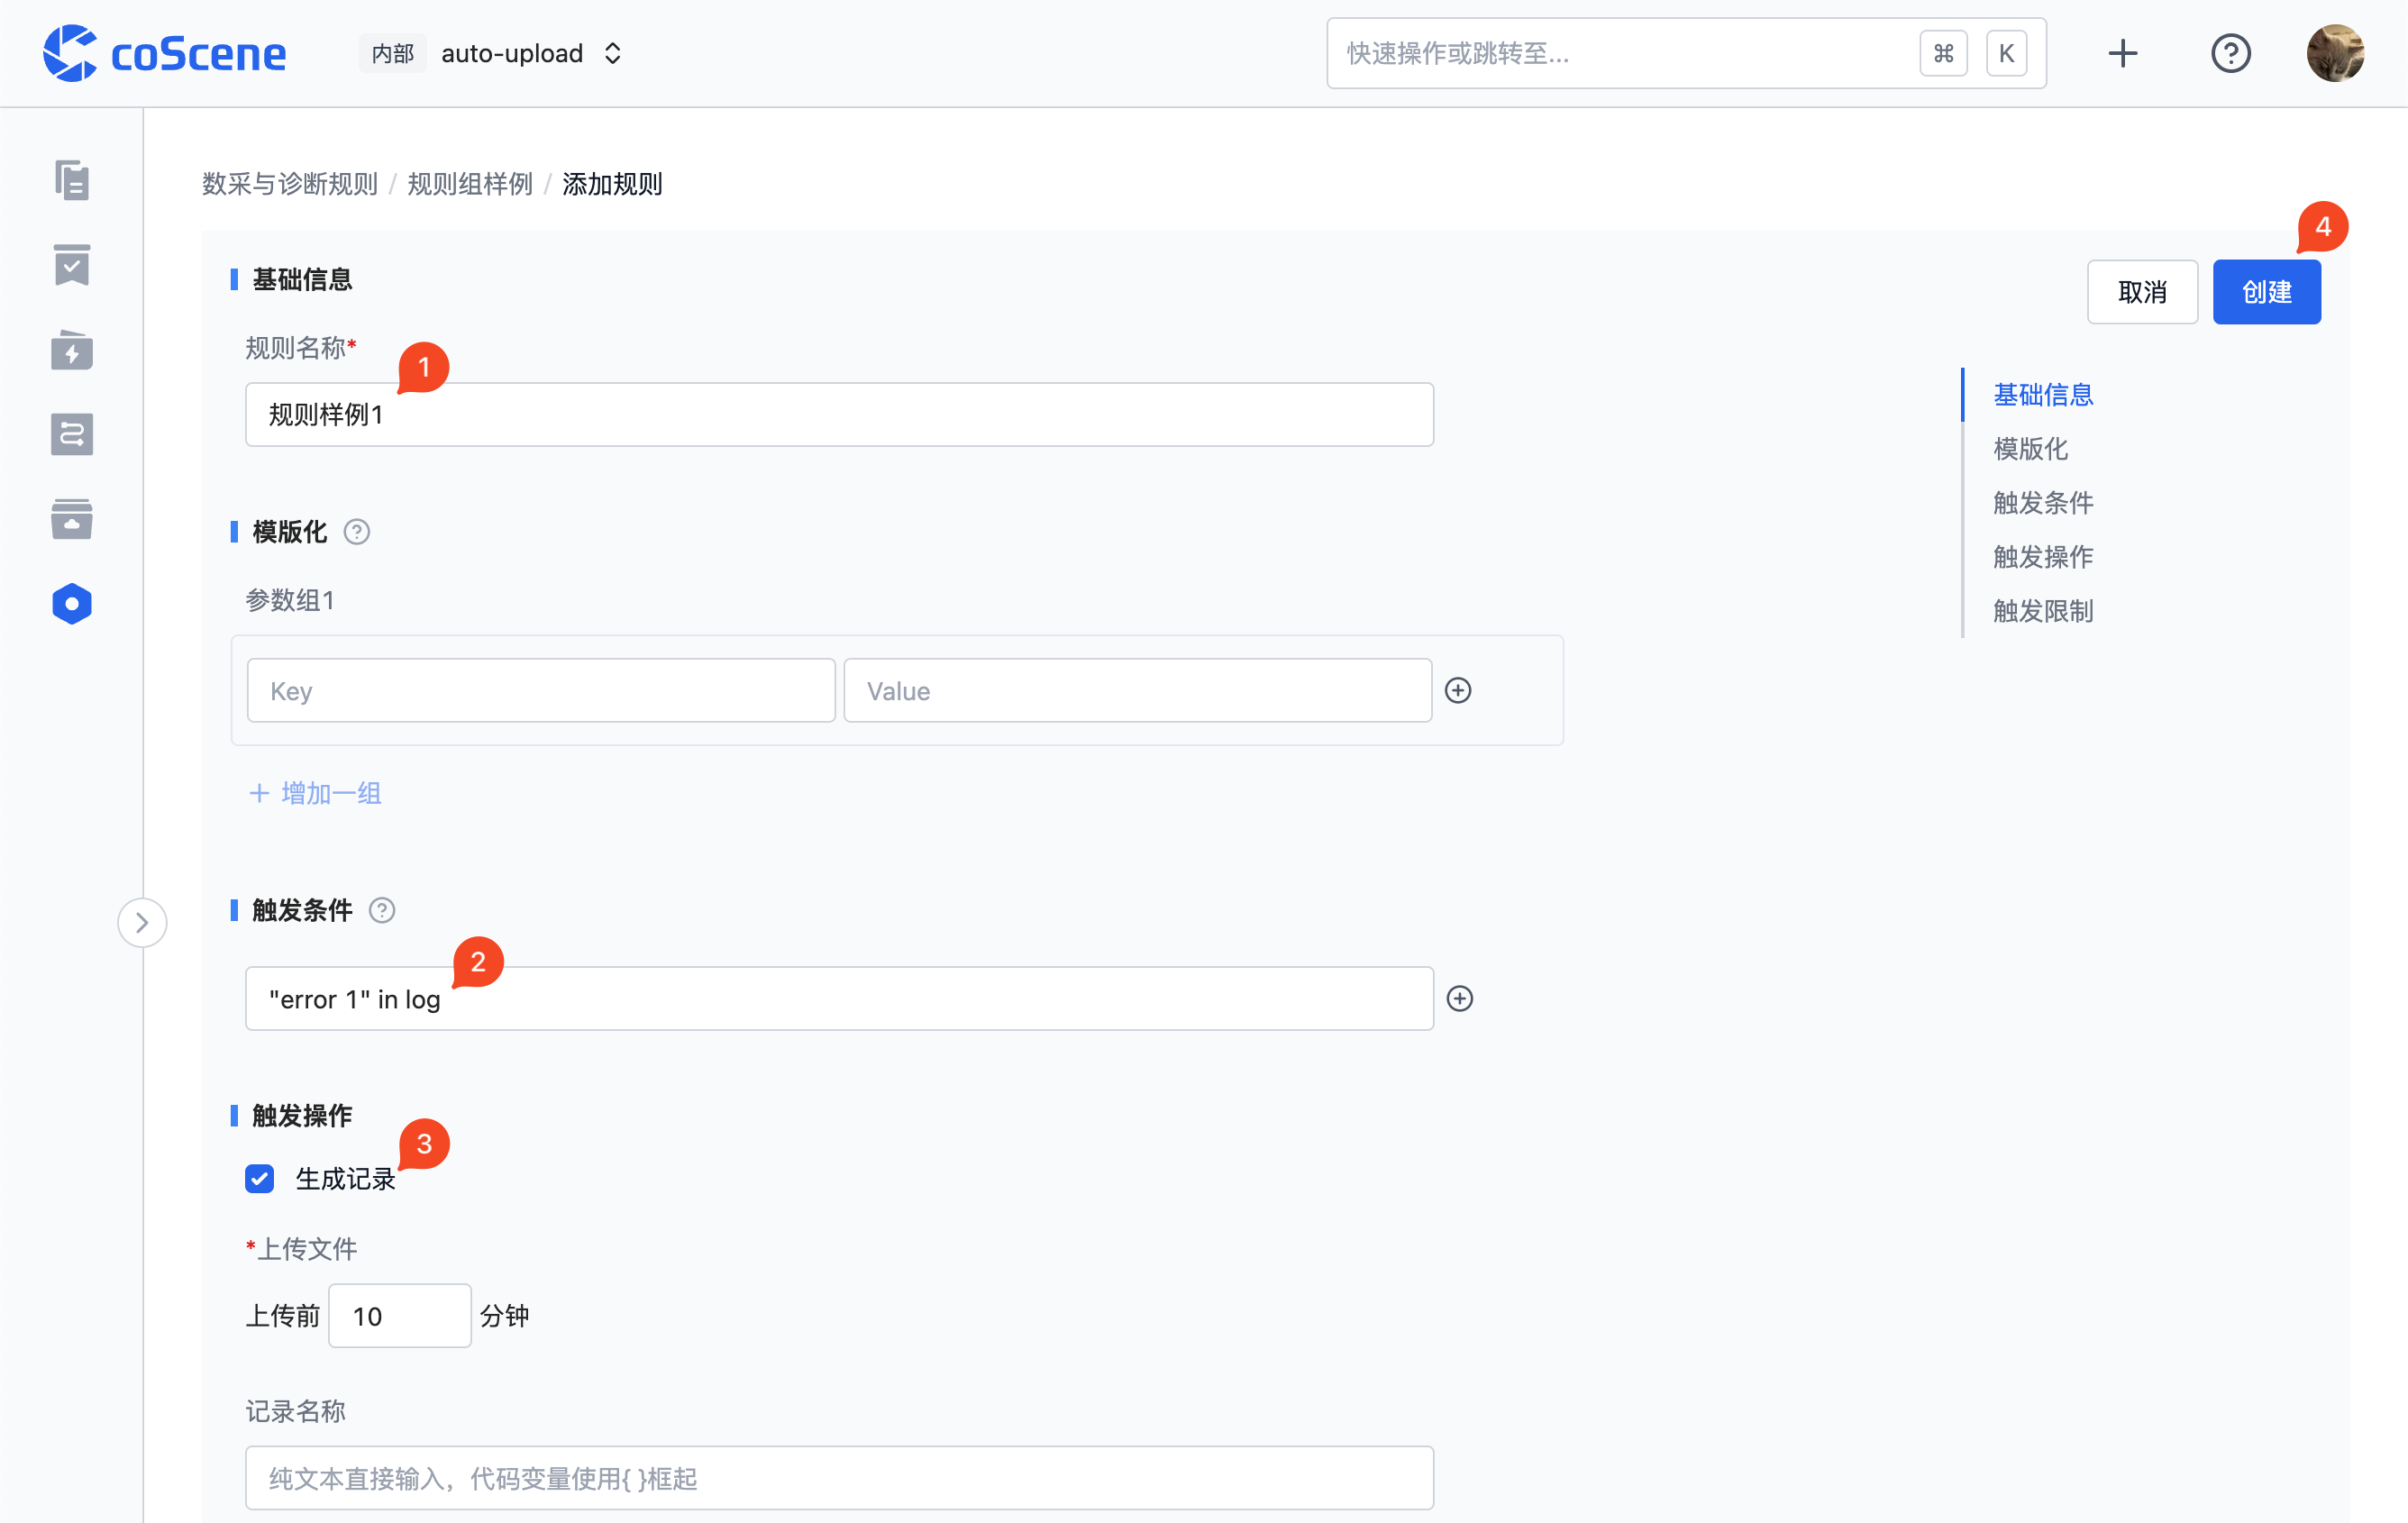 coScene 内部 auto-upload 快速操作或跳转至... ⌘ K
数采与诊断规则 / 规则组样例 / 添加规则
4
基础信息
取消 创建
规则名称*
1
规则样例1
基础信息
模版化
触发条件
触发操作
触发限制
模版化
参数组1
Key Value
+ 增加一组
触发条件
2
"error 1" in log
触发操作
3
生成记录
*上传文件
上传前 10 分钟
记录名称
纯文本直接输入，代码变量使用{ }框起